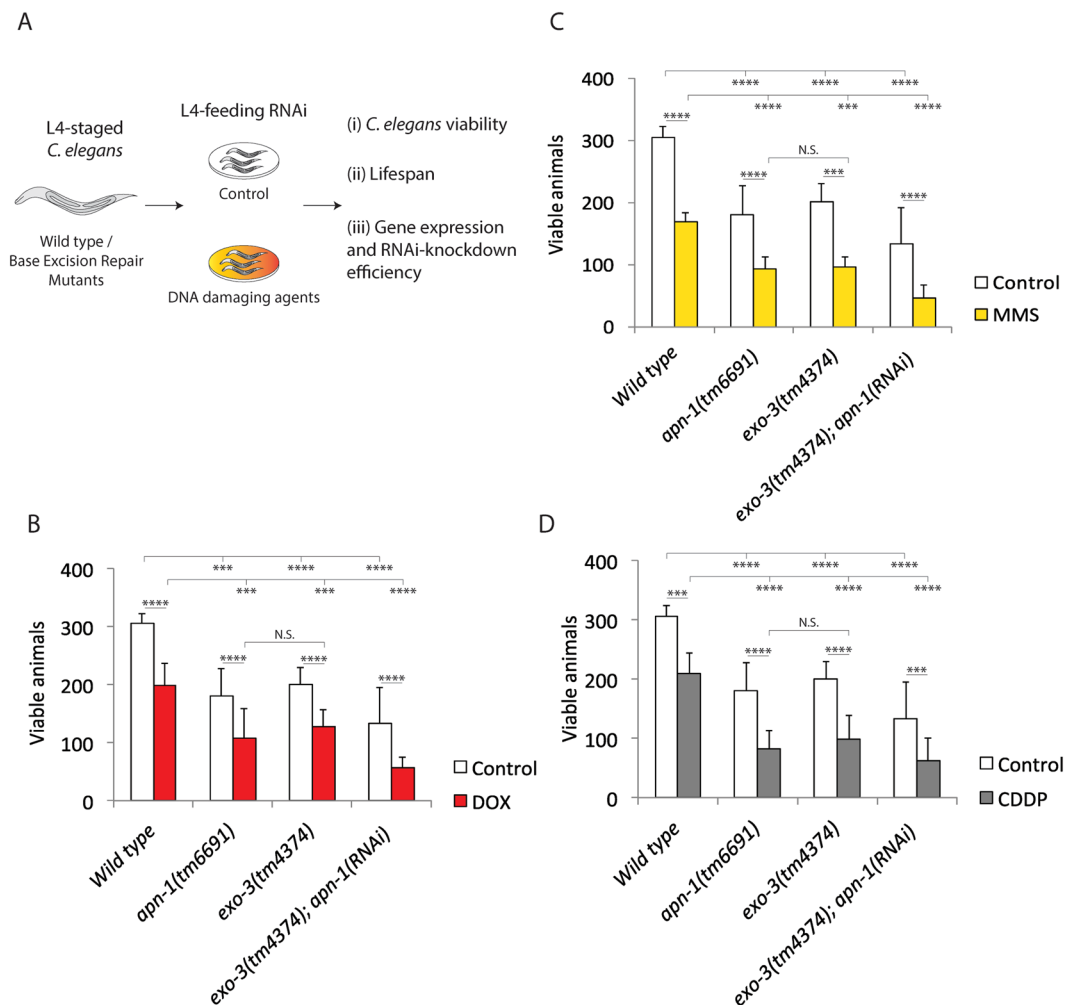 A
L4-staged
C. elegans
Wild type /
Base Excision Repair
Mutants
L4-feeding RNAi
Control
DNA damaging agents
(i) C. elegans viability
(ii) Lifespan
(iii) Gene expression
and RNAi-knockdown
efficiency
C
**** **** ****
**** *** ****
**** N.S.
**** *** ****
Viable animals
400
300
200
100
0
Control
MMS
Wild type
apn-1(tm6691)
exo-3(tm4374)
exo-3(tm4374); apn-1(RNAi)
B
*** **** ****
*** *** ****
**** N.S.
**** **** ****
Viable animals
400
300
200
100
0
Control
DOX
Wild type
apn-1(tm6691)
exo-3(tm4374)
exo-3(tm4374); apn-1(RNAi)
D
**** **** ****
**** **** ****
*** N.S.
**** **** ***
Viable animals
400
300
200
100
0
Control
CDDP
Wild type
apn-1(tm6691)
exo-3(tm4374)
exo-3(tm4374); apn-1(RNAi)